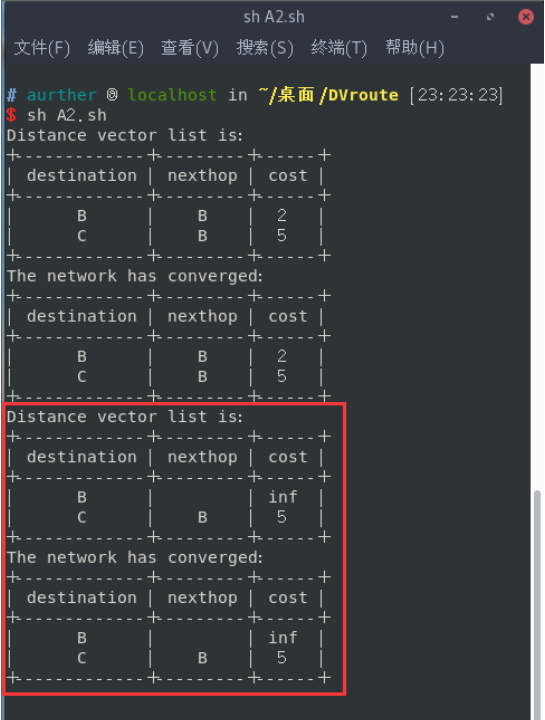 sh A2.sh
文件(F) 编辑(E) 查看(V) 搜索(S) 终端(T) 帮助(H)
# aurther @ localhost in ~/桌面/DVroute [23:23:23]
$ sh A2.sh
Distance vector list is:
+-------------+---------+------+
| destination | nexthop | cost |
+-------------+---------+------+
|      B      |    B    |  2   |
|      C      |    B    |  5   |
+-------------+---------+------+
The network has converged:
+-------------+---------+------+
| destination | nexthop | cost |
+-------------+---------+------+
|      B      |    B    |  2   |
|      C      |    B    |  5   |
+-------------+---------+------+
Distance vector list is:
+-------------+---------+------+
| destination | nexthop | cost |
+-------------+---------+------+
|      B      |         | inf  |
|      C      |    B    |  5   |
+-------------+---------+------+
The network has converged:
+-------------+---------+------+
| destination | nexthop | cost |
+-------------+---------+------+
|      B      |         | inf  |
|      C      |    B    |  5   |
+-------------+---------+------+